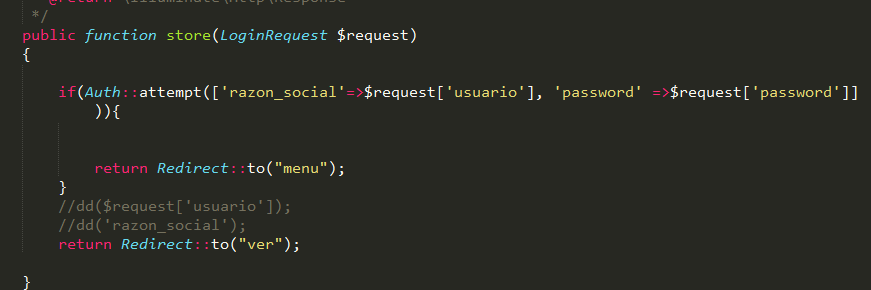 @return \Illuminate\Http\Response
*/
public function store(LoginRequest $request)
{
if(Auth::attempt(['razon_social'=>$request['usuario'], 'password' =>$request['password']]
)){
return Redirect::to("menu");
}
//dd($request['usuario']);
//dd('razon_social');
return Redirect::to("ver");
}